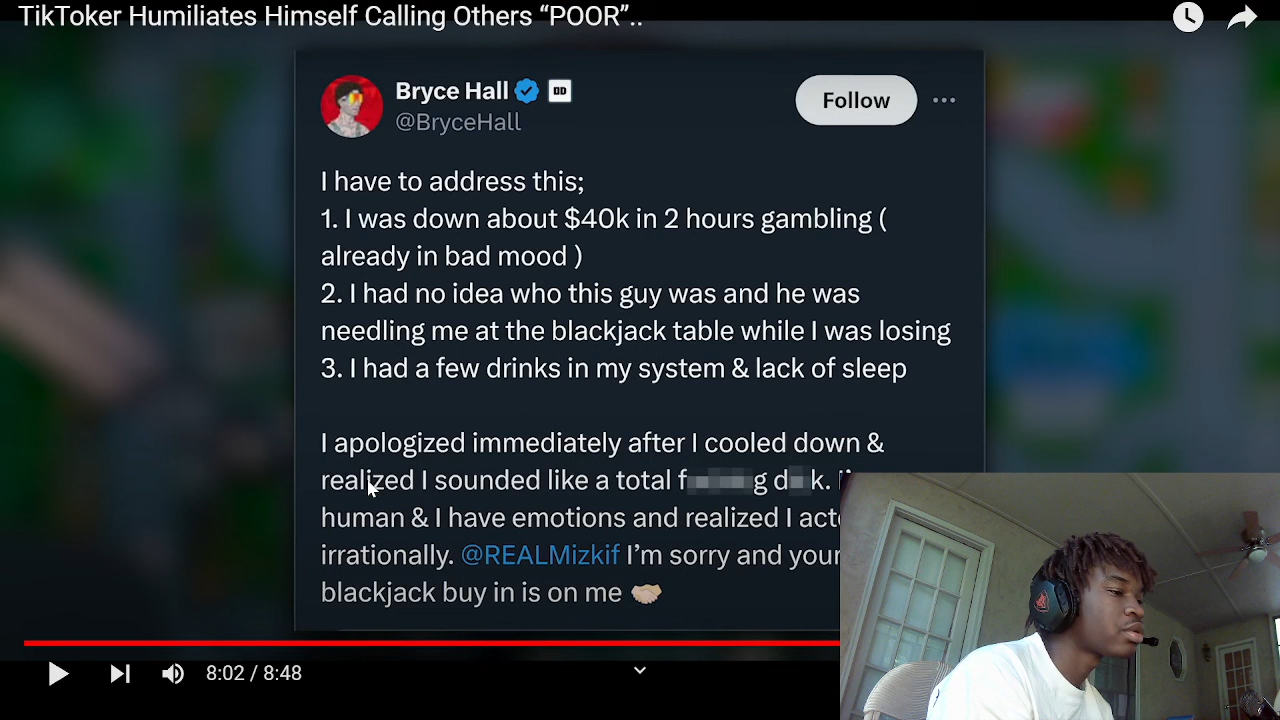 TikToker Humiliates Himself Calling Others “POOR”..
Bryce Hall
Follow
@BryceHall
I have to address this;
1. I was down about $40k in 2 hours gambling (
already in bad mood )
2. I had no idea who this guy was and he was
needling me at the blackjack table while I was losing
3. I had a few drinks in my system & lack of sleep
I apologized immediately after I cooled down &
realized I sounded like a total
human & I have emotions and realized I
irrationally. @REALMizkif I’m sorry and your
blackjack buy in is on me 🤝
8:02 / 8:48